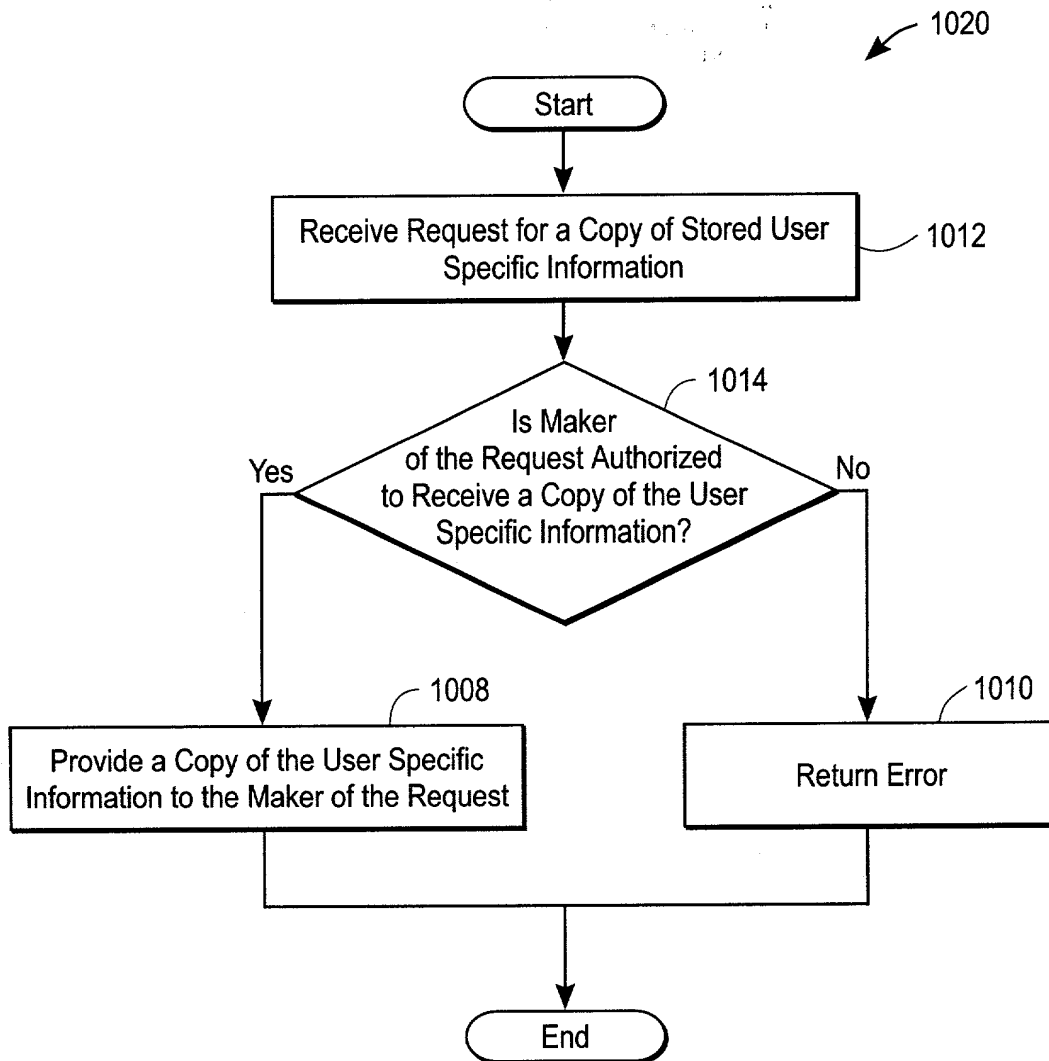 1020
Start
Receive Request for a Copy of Stored User
Specific Information
1012
1014
Is Maker
of the Request Authorized
to Receive a Copy of the User
Specific Information?
Yes
No
1008
1010
Provide a Copy of the User Specific
Information to the Maker of the Request
Return Error
End